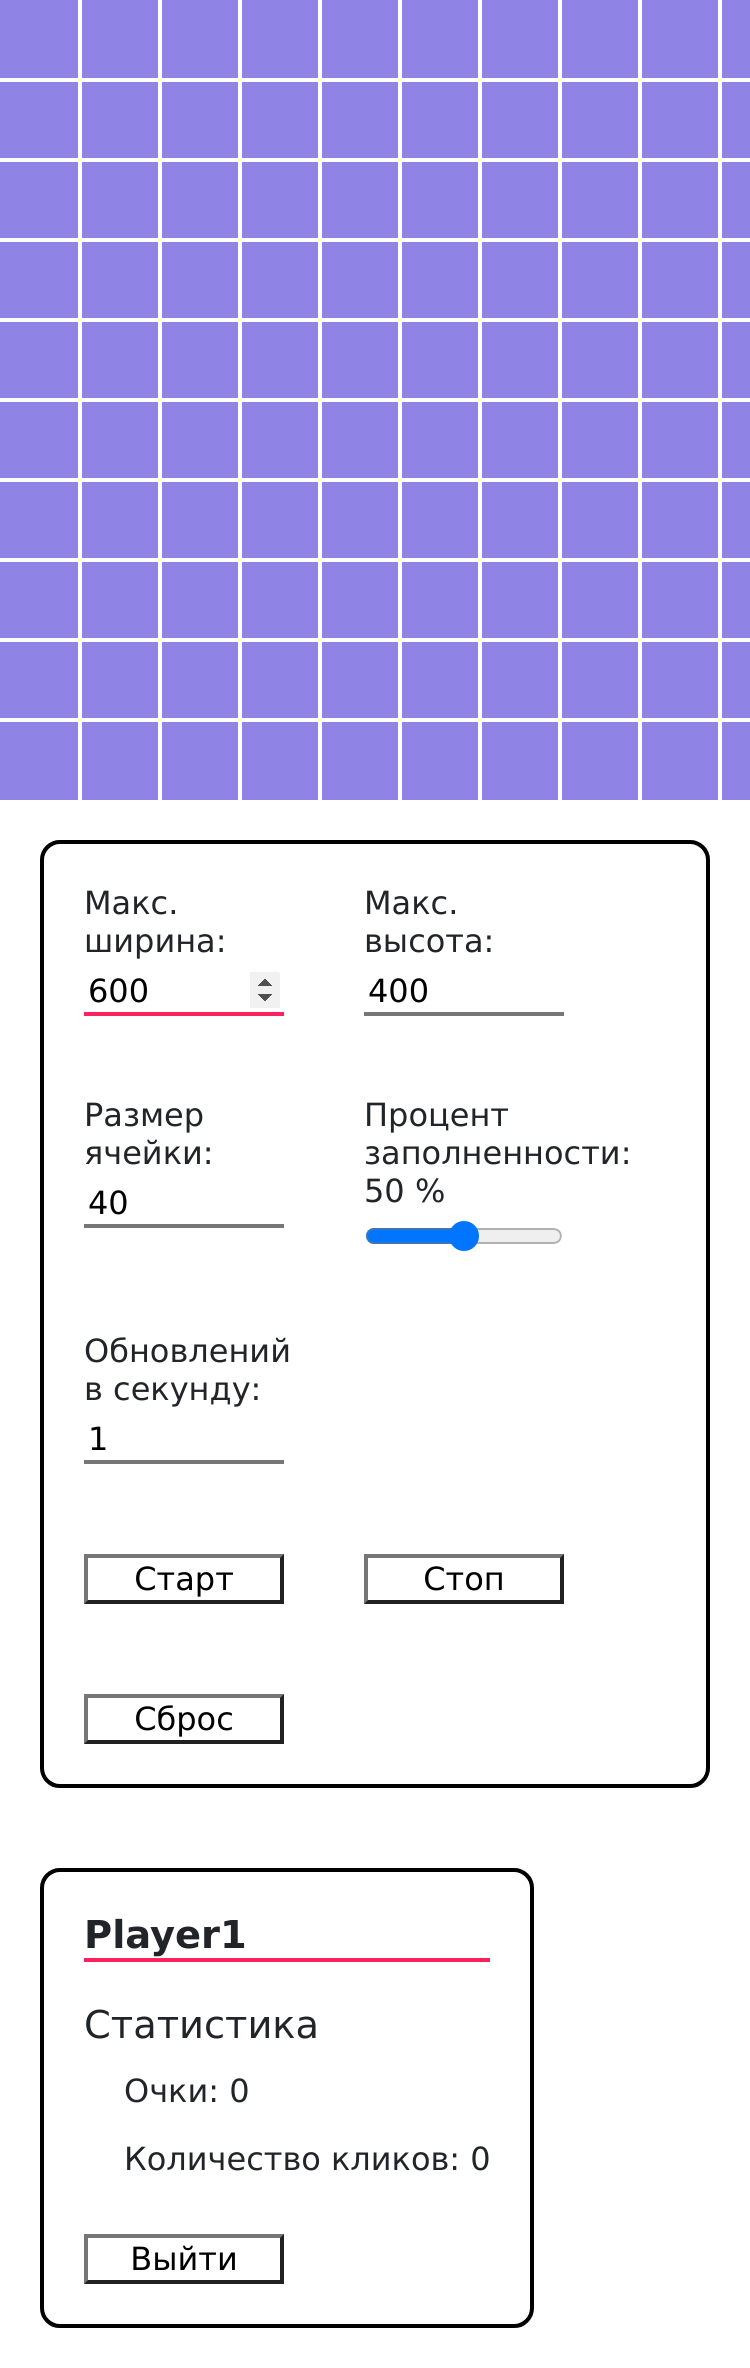 Макс.
ширина:
600
Макс.
высота:
400
Размер
ячейки:
40
Процент
заполненности:
50 %
Обновлений
в секунду:
1
Старт
Стоп
Сброс
Player1
Статистика
Очки: 0
Количество кликов: 0
Выйти